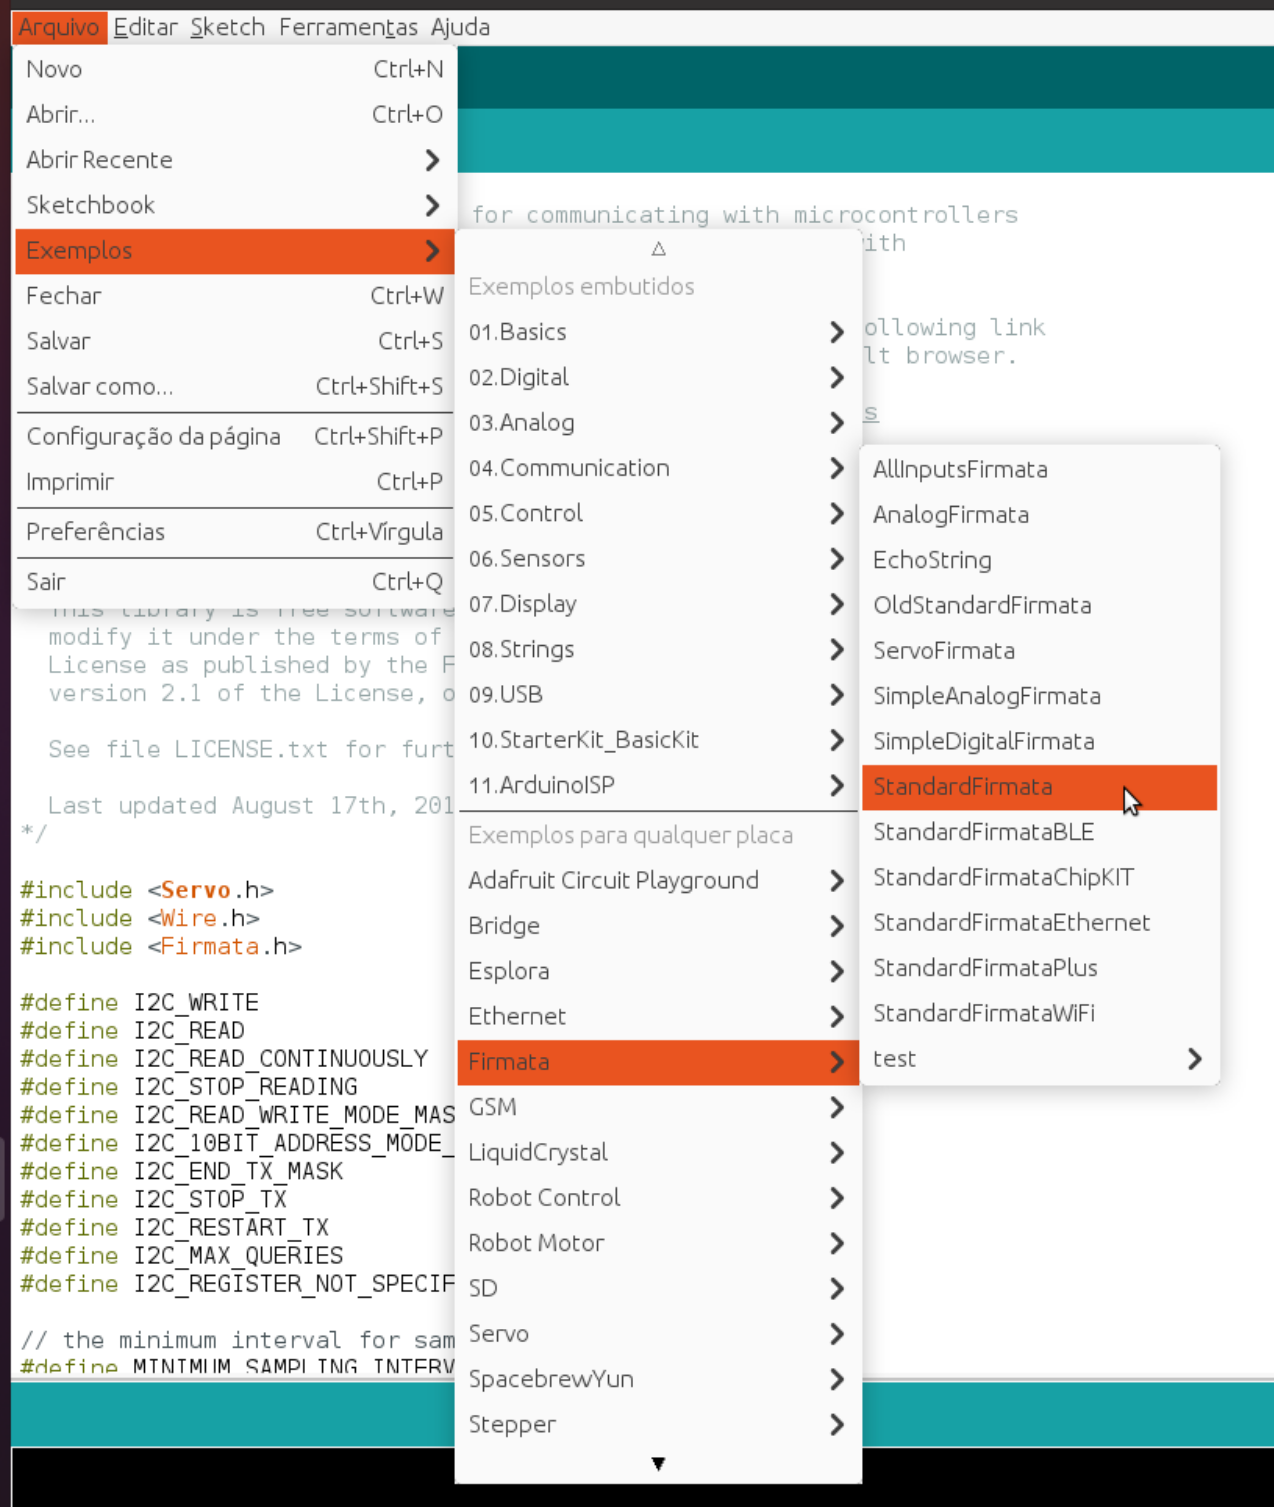 Arquivo Editar Sketch Ferramentas Ajuda
Novo Ctrl+N
Abrir... Ctrl+O
Abrir Recente
Sketchbook
Exemplos
Fechar Ctrl+W
Salvar Ctrl+S
Salvar como... Ctrl+Shift+S
Configuração da página Ctrl+Shift+P
Imprimir Ctrl+P
Preferências Ctrl+Vírgula
Sair Ctrl+Q
Exemplos embutidos
01.Basics
02.Digital
03.Analog
04.Communication
05.Control
06.Sensors
07.Display
08.Strings
09.USB
10.StarterKit_BasicKit
11.ArduinoISP
Exemplos para qualquer placa
Adafruit Circuit Playground
Bridge
Esplora
Ethernet
Firmata
GSM
LiquidCrystal
Robot Control
Robot Motor
SD
Servo
SpacebrewYun
Stepper
AllInputsFirmata
AnalogFirmata
EchoString
OldStandardFirmata
ServoFirmata
SimpleAnalogFirmata
SimpleDigitalFirmata
StandardFirmata
StandardFirmataBLE
StandardFirmataChipKIT
StandardFirmataEthernet
StandardFirmataPlus
StandardFirmataWiFi
test
for communicating with microcontrollers
ith
ollowing link
lt browser.
s
This library is free software
modify it under the terms of
License as published by the F
version 2.1 of the License, o
See file LICENSE.txt for furt
Last updated August 17th, 201
*/
#include <Servo.h>
#include <Wire.h>
#include <Firmata.h>
#define I2C_WRITE
#define I2C_READ
#define I2C_READ_CONTINUOUSLY
#define I2C_STOP_READING
#define I2C_READ_WRITE_MODE_MAS
#define I2C_10BIT_ADDRESS_MODE_
#define I2C_END_TX_MASK
#define I2C_STOP_TX
#define I2C_RESTART_TX
#define I2C_MAX_QUERIES
#define I2C_REGISTER_NOT_SPECIF
// the minimum interval for sam
#define MINIMUM_SAMPLING_INTERV